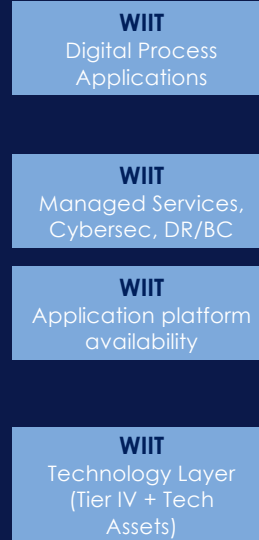 WIIT
Digital Process
Applications
WIIT
Managed Services,
Cybersec, DR/BC
WIIT
Application platform
availability
WIIT
Technology Layer
(Tier IV + Tech
Assets)